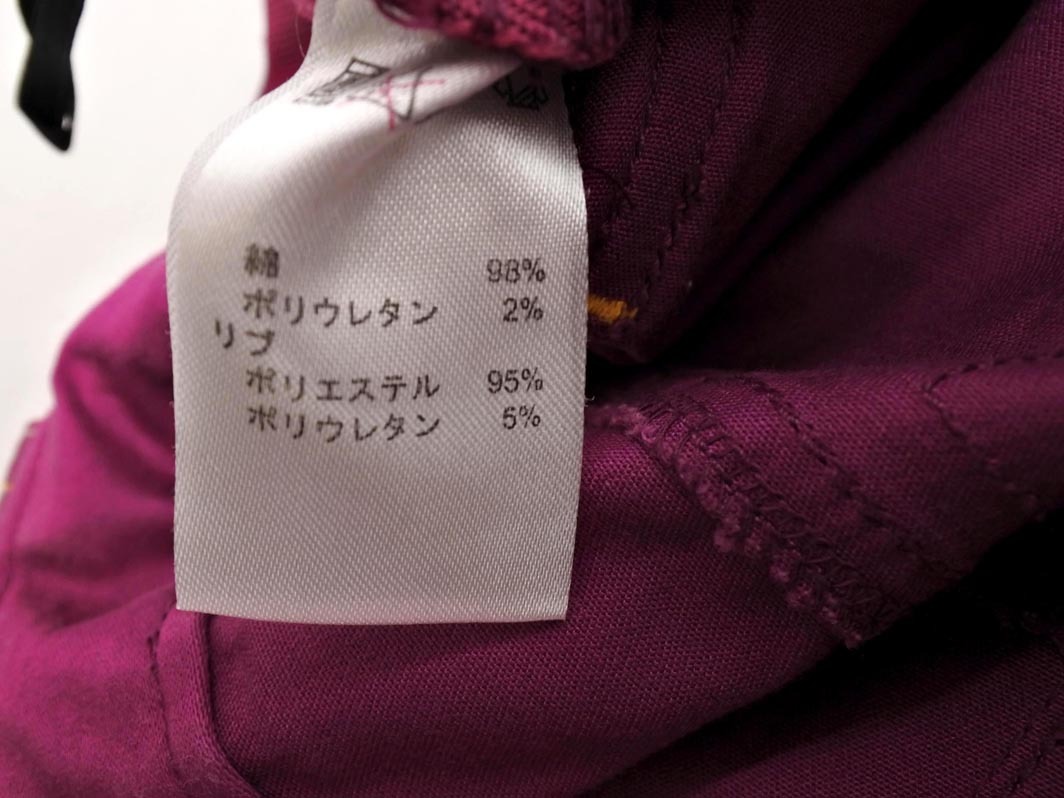 綿 98%
ポリウレタン 2%
リブ
ポリエステル 95%
ポリウレタン 5%